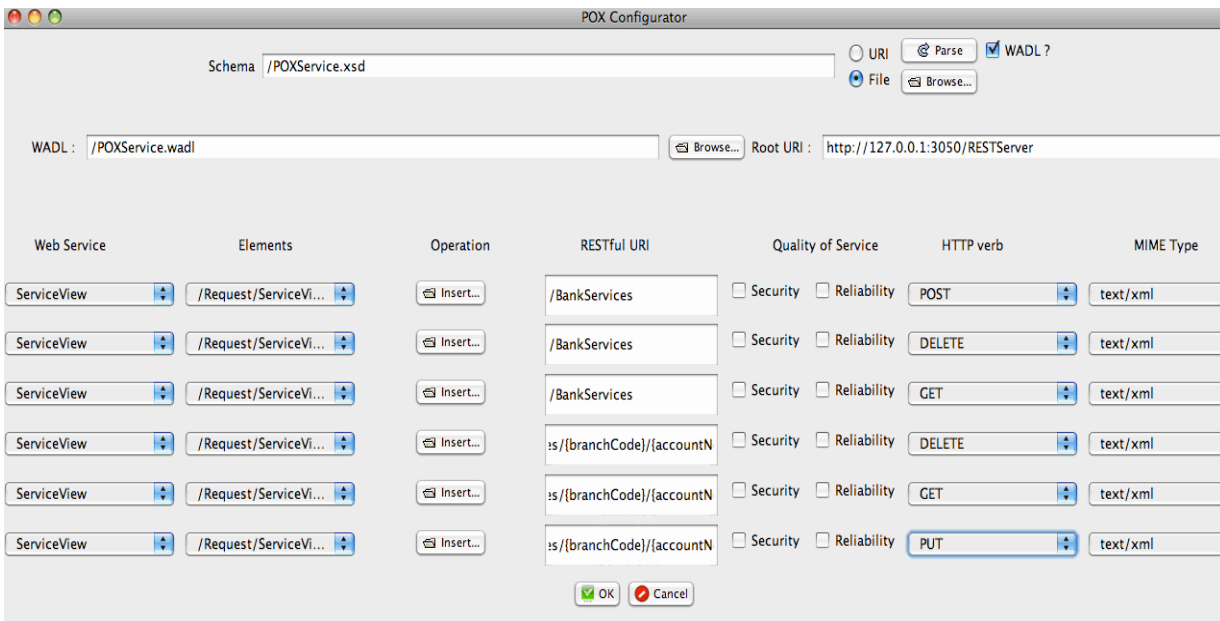 POX Configurator
Schema /POXService.xsd URI Parse WADL ?
File Browse...
WADL : /POXService.wadl Browse... Root URI : http://127.0.0.1:3050/RESTServer
Web Service Elements Operation RESTful URI Quality of Service HTTP verb MIME Type
ServiceView /Request/ServiceVi... Insert... /BankServices Security Reliability POST text/xml
ServiceView /Request/ServiceVi... Insert... /BankServices Security Reliability DELETE text/xml
ServiceView /Request/ServiceVi... Insert... /BankServices Security Reliability GET text/xml
ServiceView /Request/ServiceVi... Insert... es/{branchCode}/{accountN Security Reliability DELETE text/xml
ServiceView /Request/ServiceVi... Insert... es/{branchCode}/{accountN Security Reliability GET text/xml
ServiceView /Request/ServiceVi... Insert... es/{branchCode}/{accountN Security Reliability PUT text/xml
OK Cancel